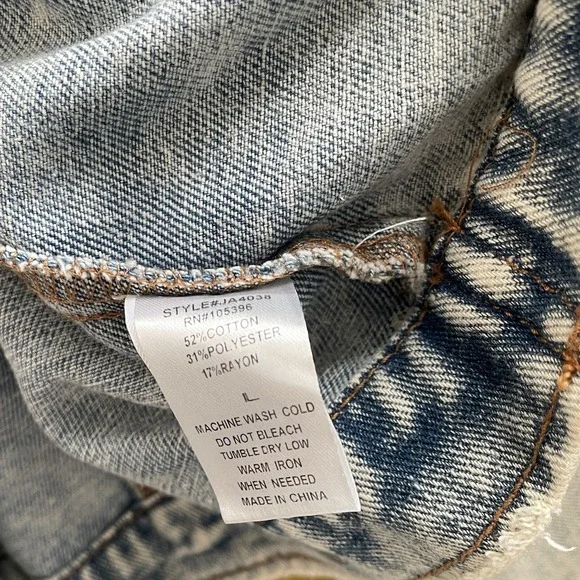 STYLE#JA4038
RN#105396
52%COTTON
31%POLYESTER
17%RAYON
L
MACHINE WASH COLD
DO NOT BLEACH
TUMBLE DRY LOW
WARM IRON
WHEN NEEDED
MADE IN CHINA